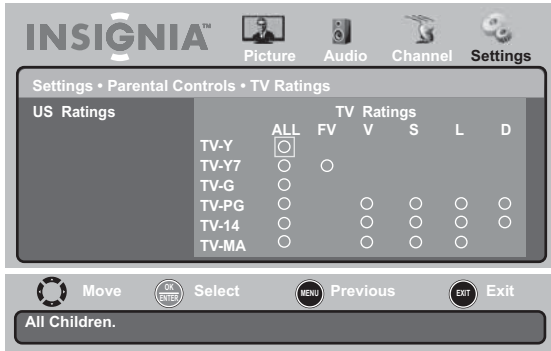 INSIGNIA™
Picture Audio Channel Settings
Settings • Parental Controls • TV Ratings
US Ratings
TV Ratings
ALL FV V S L D
TV-Y
TV-Y7
TV-G
TV-PG
TV-14
TV-MA
Move OK ENTER Select MENU Previous EXIT Exit
All Children.